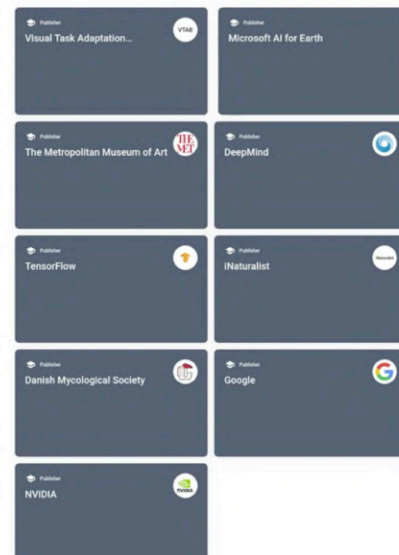 Publisher
Visual Task Adaptation...
VTAB
Publisher
Microsoft AI for Earth
Publisher
The Metropolitan Museum of Art
THE
MET
Publisher
DeepMind
Publisher
TensorFlow
Publisher
iNaturalist
Publisher
Danish Mycological Society
Publisher
Google
G
Publisher
NVIDIA
NVIDIA